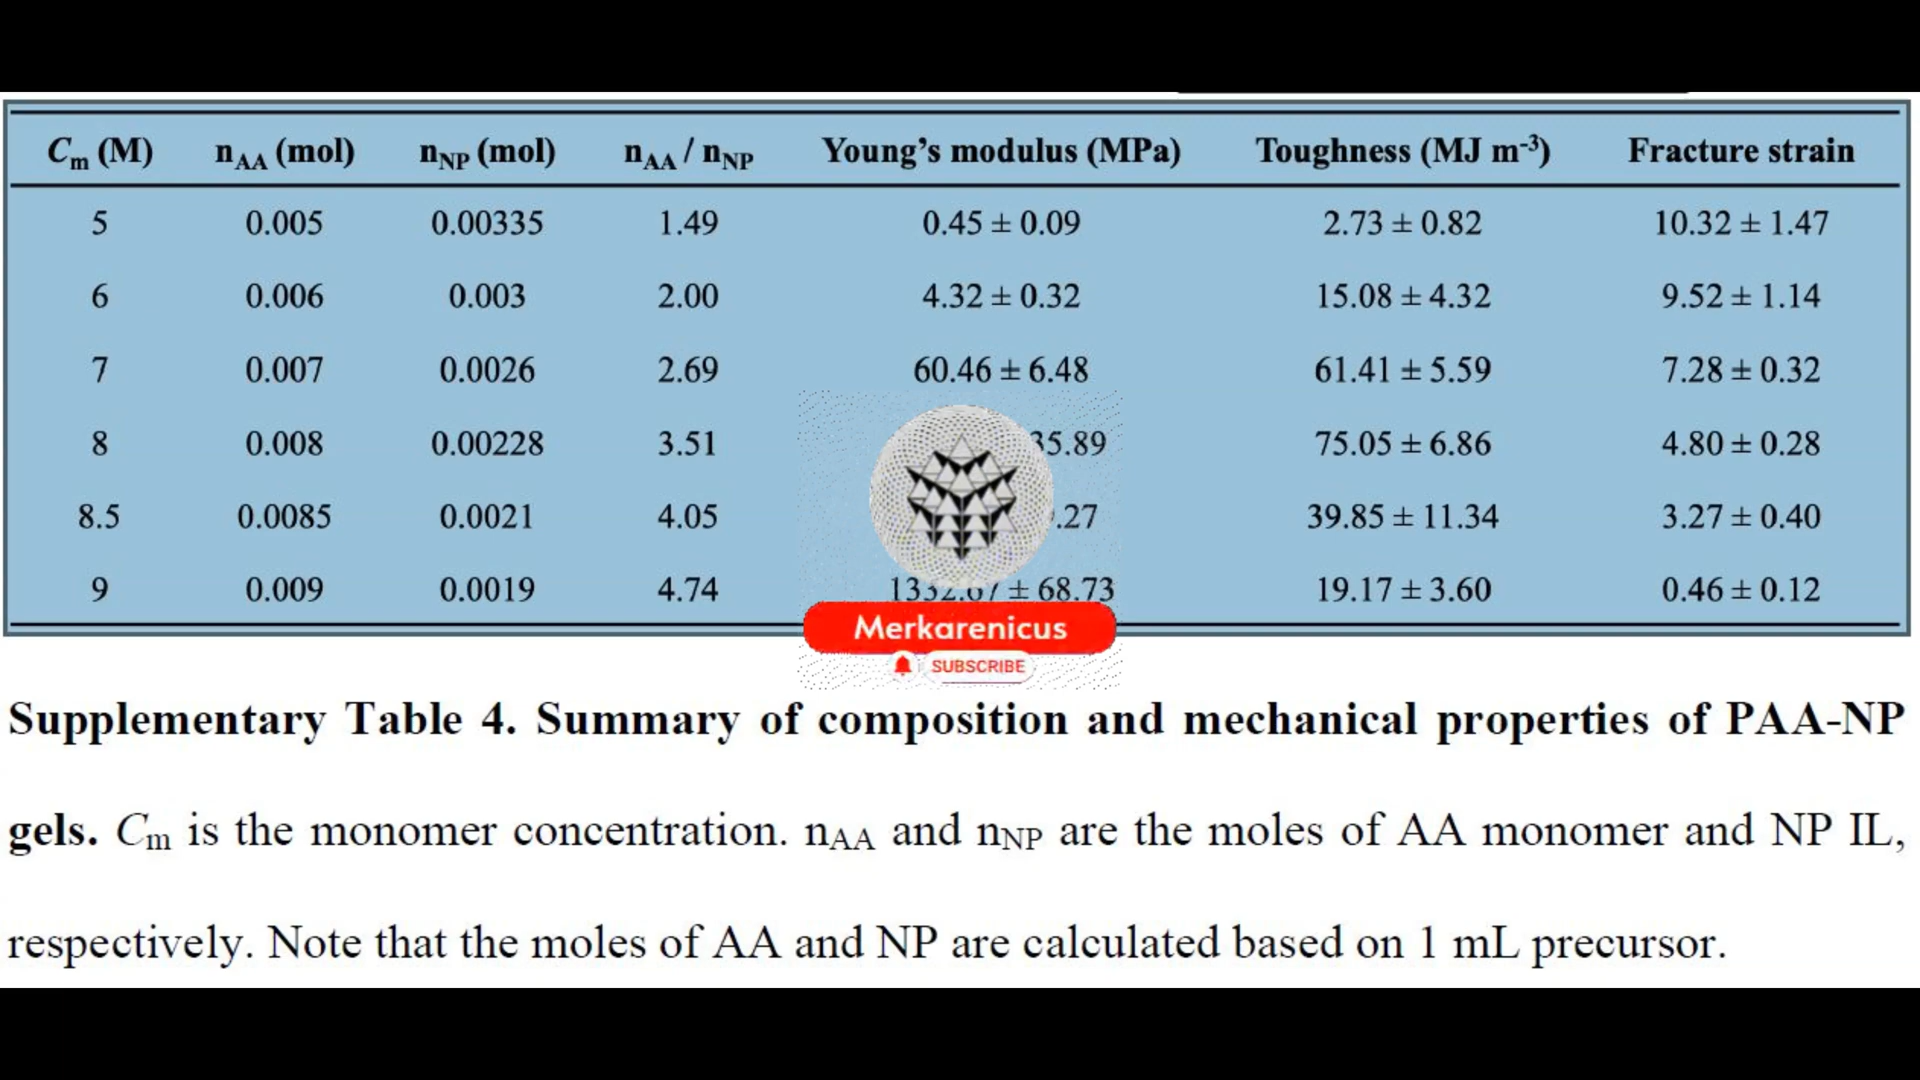 Cm (M) nAA (mol) nNP (mol) nAA / nNP Young’s modulus (MPa) Toughness (MJ m-3) Fracture strain
5 0.005 0.00335 1.49 0.45 ± 0.09 2.73 ± 0.82 10.32 ± 1.47
6 0.006 0.003 2.00 4.32 ± 0.32 15.08 ± 4.32 9.52 ± 1.14
7 0.007 0.0026 2.69 60.46 ± 6.48 61.41 ± 5.59 7.28 ± 0.32
8 0.008 0.00228 3.51 75.05 ± 6.86 4.80 ± 0.28
8.5 0.0085 0.0021 4.05 39.85 ± 11.34 3.27 ± 0.40
9 0.009 0.0019 4.74 ± 68.73 19.17 ± 3.60 0.46 ± 0.12
Merkarenicus
SUBSCRIBE
Supplementary Table 4. Summary of composition and mechanical properties of PAA-NP
gels. Cm is the monomer concentration. nAA and nNP are the moles of AA monomer and NP IL,
respectively. Note that the moles of AA and NP are calculated based on 1 mL precursor.